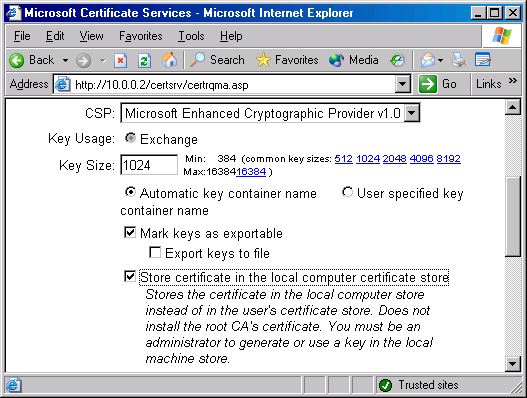 Microsoft Certificate Services - Microsoft Internet Explorer
File Edit View Favorites Tools Help
Back Search Favorites Media
Address http://10.0.0.2/certsrv/certrqma.asp Go Links »
CSP: Microsoft Enhanced Cryptographic Provider v1.0
Key Usage: Exchange
Key Size: 1024 Min: 384 (common key sizes: 512 1024 2048 4096 8192
Max:1638416384 )
Automatic key container name User specified key
container name
Mark keys as exportable
Export keys to file
Store certificate in the local computer certificate store
Stores the certificate in the local computer store
instead of in the user's certificate store. Does not
install the root CA's certificate. You must be an
administrator to generate or use a key in the local
machine store.
Trusted sites